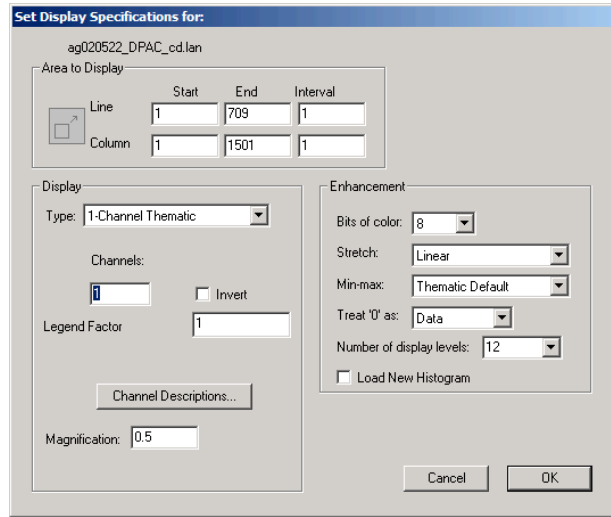 Set Display Specifications for:
ag020522_DPAC_cd.lan
Area to Display
Start End Interval
Line 1 709 1
Column 1 1501 1
Display
Type: 1-Channel Thematic
Channels:
1 Invert
Legend Factor 1
Channel Descriptions...
Magnification: 0.5
Enhancement
Bits of color: 8
Stretch: Linear
Min-max: Thematic Default
Treat '0' as: Data
Number of display levels: 12
Load New Histogram
Cancel OK